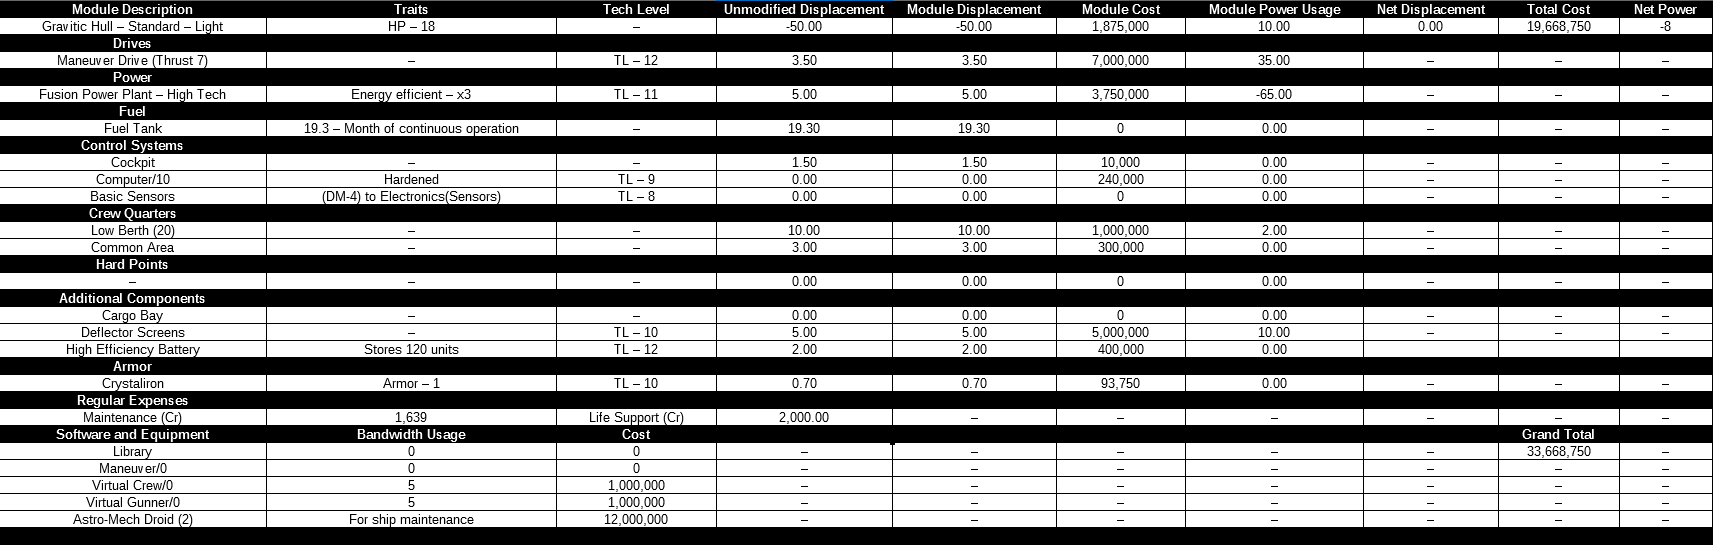 Module Description Traits Tech Level Unmodified Displacement Module Displacement Module Cost Module Power Usage Net Displacement Total Cost Net Power
Gravitic Hull – Standard – Light HP – 18 – -50.00 -50.00 1,875,000 10.00 0.00 19,668,750 -8
Drives
Maneuver Drive (Thrust 7) – TL – 12 3.50 3.50 7,000,000 35.00 – – –
Power
Fusion Power Plant – High Tech Energy efficient – x3 TL – 11 5.00 5.00 3,750,000 -65.00 – – –
Fuel
Fuel Tank 19.3 – Month of continuous operation – 19.30 19.30 0 0.00 – – –
Control Systems
Cockpit – – 1.50 1.50 10,000 0.00 – – –
Computer/10 Hardened TL – 9 0.00 0.00 240,000 0.00 – – –
Basic Sensors (DM-4) to Electronics(Sensors) TL – 8 0.00 0.00 0 0.00 – – –
Crew Quarters
Low Berth (20) – – 10.00 10.00 1,000,000 2.00 – – –
Common Area – – 3.00 3.00 300,000 0.00 – – –
Hard Points
– – – 0.00 0.00 0 0.00 – – –
Additional Components
Cargo Bay – – 0.00 0.00 0 0.00 – – –
Deflector Screens – TL – 10 5.00 5.00 5,000,000 10.00 – – –
High Efficiency Battery Stores 120 units TL – 12 2.00 2.00 400,000 0.00
Armor
Crystaliron Armor – 1 TL – 10 0.70 0.70 93,750 0.00 – – –
Regular Expenses
Maintenance (Cr) 1,639 Life Support (Cr) 2,000.00 – – – – – –
Software and Equipment Bandwidth Usage Cost Grand Total
Library 0 0 – – – – – 33,668,750 –
Maneuver/0 0 0 – – – – – – –
Virtual Crew/0 5 1,000,000 – – – – – – –
Virtual Gunner/0 5 1,000,000 – – – – – – –
Astro-Mech Droid (2) For ship maintenance 12,000,000 – – – – – – –